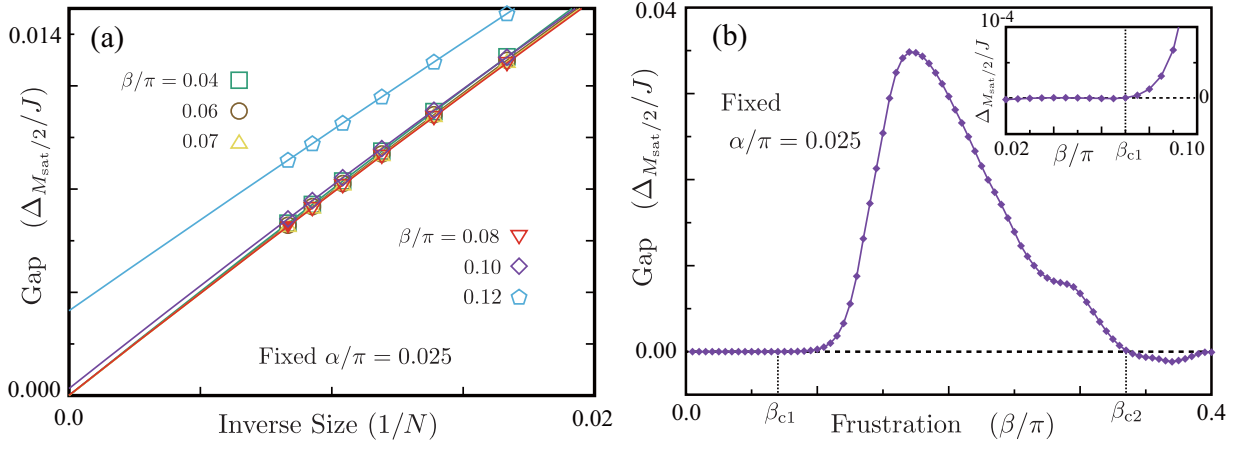 (a)
0.014
β/π = 0.04
0.06
0.07
Gap (Δ_{M_sat}/2/J)
β/π = 0.08
0.10
0.12
Fixed α/π = 0.025
0.000
0.0
0.02
Inverse Size (1/N)
(b)
0.04
Gap (Δ_{M_sat}/2/J)
Fixed
α/π = 0.025
10^{-4}
Δ_{M_sat}/2/J
0
0.02
β/π
β_{c1}
0.10
0.00
0.0
β_{c1}
Frustration (β/π)
β_{c2}
0.4